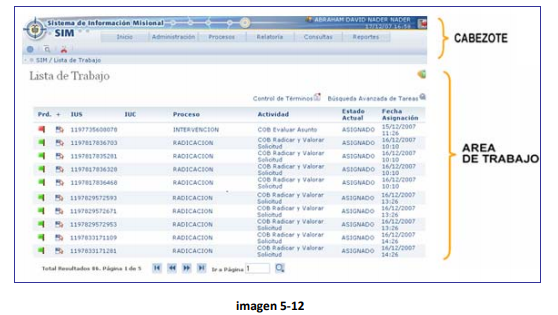 Sistema de Información Misional
SIM
ABRAHAM DAVID NADER NADER
Inicio Administración Procesos Relatoría Consultas Reportes
SIM / Lista de Trabajo
Lista de Trabajo
Control de Términos Búsqueda Avanzada de Tareas
Prd. + IUS IUC Proceso Actividad Estado Actual Fecha Asignación
1197735608078 INTERVENCION COB Evaluar Asunto ASIGNADO 15/12/2007 11:26
1197817836703 RADICACION COB Radicar y Valorar Solicitud ASIGNADO 16/12/2007 10:10
1197817835281 RADICACION COB Radicar y Valorar Solicitud ASIGNADO 16/12/2007 10:10
1197817836328 RADICACION COB Radicar y Valorar Solicitud ASIGNADO 16/12/2007 10:10
1197817836468 RADICACION COB Radicar y Valorar Solicitud ASIGNADO 16/12/2007 10:10
1197829572593 RADICACION COB Radicar y Valorar Solicitud ASIGNADO 16/12/2007 13:26
1197829572671 RADICACION COB Radicar y Valorar Solicitud ASIGNADO 16/12/2007 13:26
1197829572953 RADICACION COB Radicar y Valorar Solicitud ASIGNADO 16/12/2007 13:26
1197833171109 RADICACION COB Radicar y Valorar Solicitud ASIGNADO 16/12/2007 14:26
1197833171281 RADICACION COB Radicar y Valorar Solicitud ASIGNADO 16/12/2007 14:26
Total Resultados 86. Página 1 de 5 Ir a Página 1
CABEZOTE
AREA
DE TRABAJO
imagen 5-12